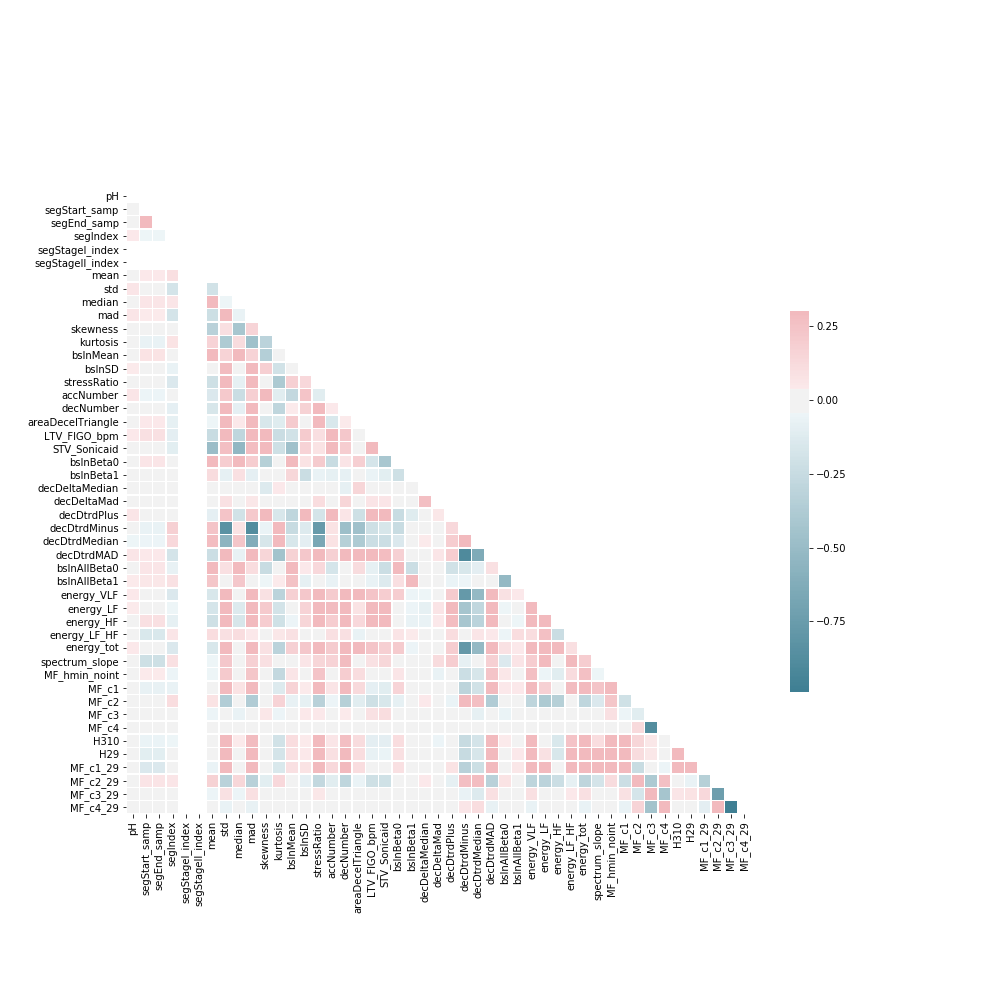 pH
segStart_samp
segEnd_samp
segIndex
segStageI_index
segStageII_index
mean
std
median
mad
skewness
kurtosis
bslnMean
bslnSD
stressRatio
accNumber
decNumber
areaDecelTriangle
LTV_FIGO_bpm
STV_Sonicaid
bslnBeta0
bslnBeta1
decDeltaMedian
decDeltaMad
decDtrdPlus
decDtrdMinus
decDtrdMedian
decDtrdMAD
bslnAllBeta0
bslnAllBeta1
energy_VLF
energy_LF
energy_HF
energy_LF_HF
energy_tot
spectrum_slope
MF_hmin_noint
MF_c1
MF_c2
MF_c3
MF_c4
H310
H29
MF_c1_29
MF_c2_29
MF_c3_29
MF_c4_29
pH
segStart_samp
segEnd_samp
segIndex
segStageI_index
segStageII_index
mean
std
median
mad
skewness
kurtosis
bslnMean
bslnSD
stressRatio
accNumber
decNumber
areaDecelTriangle
LTV_FIGO_bpm
STV_Sonicaid
bslnBeta0
bslnBeta1
decDeltaMedian
decDeltaMad
decDtrdPlus
decDtrdMinus
decDtrdMedian
decDtrdMAD
bslnAllBeta0
bslnAllBeta1
energy_VLF
energy_LF
energy_HF
energy_LF_HF
energy_tot
spectrum_slope
MF_hmin_noint
MF_c1
MF_c2
MF_c3
MF_c4
H310
H29
MF_c1_29
MF_c2_29
MF_c3_29
MF_c4_29
0.25
0.00
−0.25
−0.50
−0.75